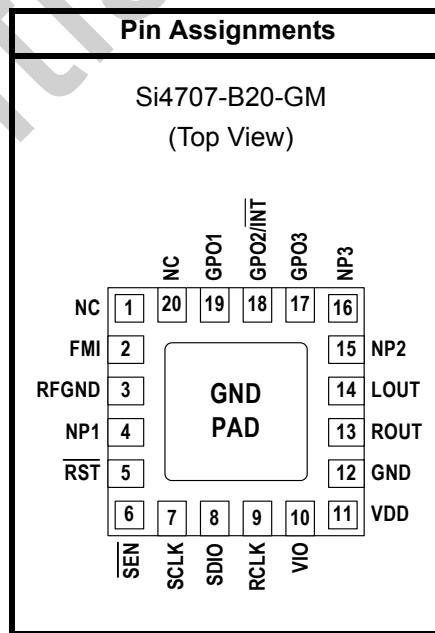 Pin Assignments
Si4707-B20-GM
(Top View)
NC
GPO1
GPO2/INT
GPO3
NP3
NC 1 20 19 18 17 16
FMI 2 15 NP2
RFGND 3 GND 14 LOUT
NP1 4 PAD 13 ROUT
RST 5 12 GND
6 7 8 9 10 11 VDD
SEN
SCLK
SDIO
RCLK
VIO